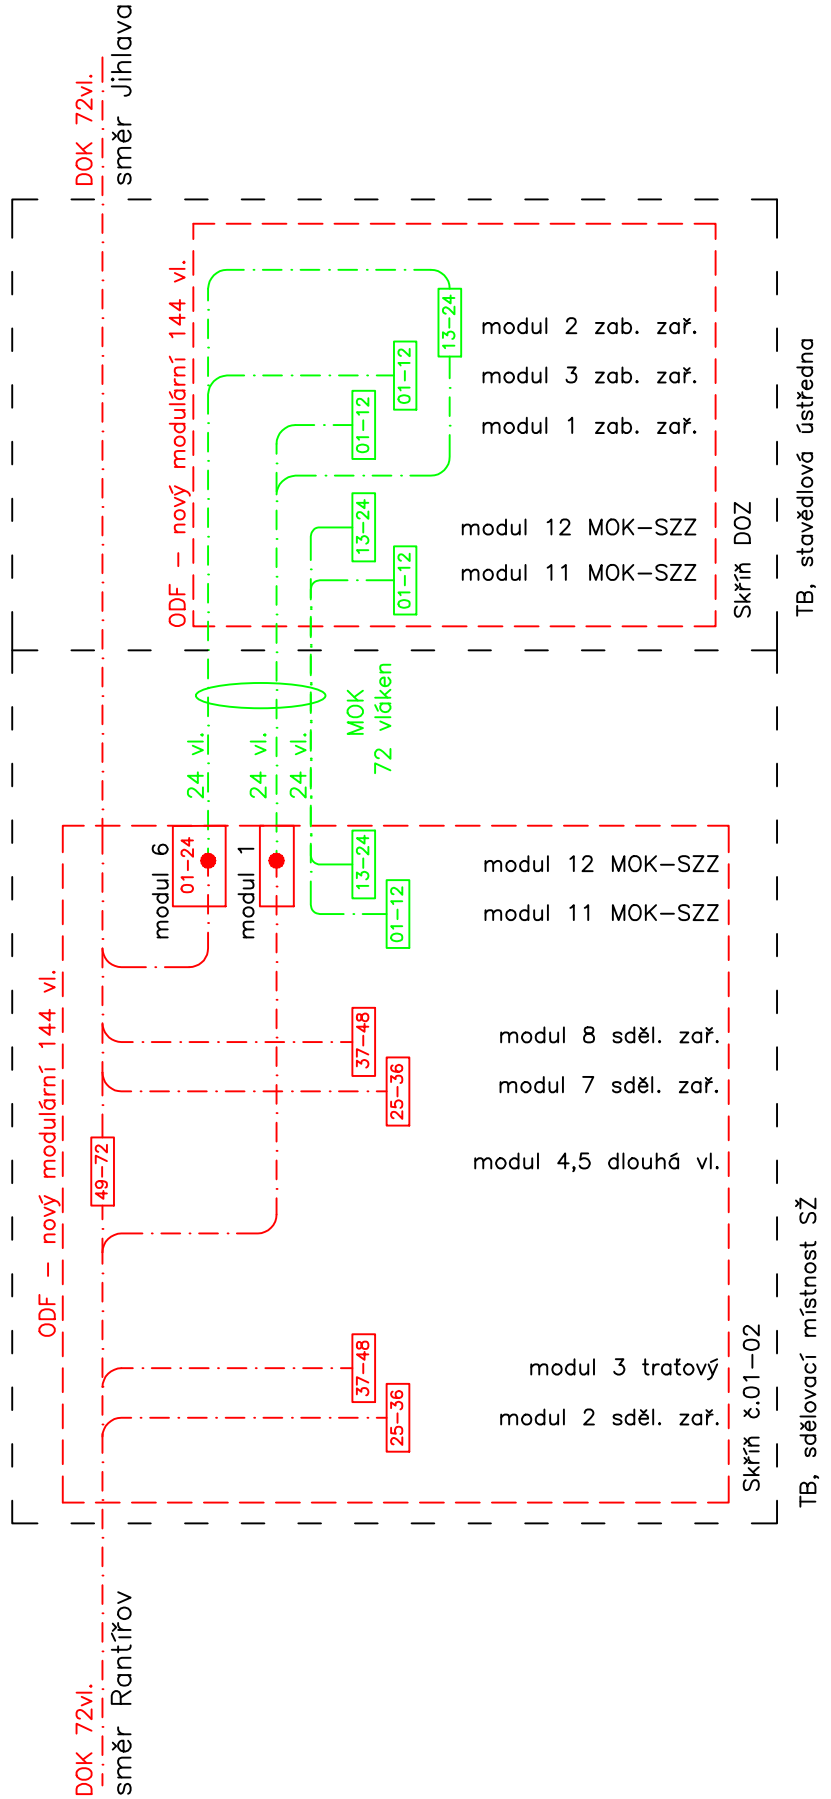 DOK 72vl.
směr Jihlava
ODF – nový modulární 144 vl.
13–24
modul 2 zab. zař.
01–12
modul 3 zab. zař.
01–12
modul 1 zab. zař.
13–24
modul 12 MOK–SZZ
01–12
modul 11 MOK–SZZ
Skříň DOZ
TB, stavědlová ústředna
MOK
72 vláken
24 vl.
24 vl.
24 vl.
modul 6
01–24
modul 1
13–24
modul 12 MOK–SZZ
01–12
modul 11 MOK–SZZ
ODF – nový modulární 144 vl.
37–48
modul 8 sděl. zař.
25–36
modul 7 sděl. zař.
49–72
modul 4,5 dlouhá vl.
37–48
modul 3 traťový
25–36
modul 2 sděl. zař.
Skříň č.01–02
TB, sdělovací místnost SŽ
DOK 72vl.
směr Rantířov